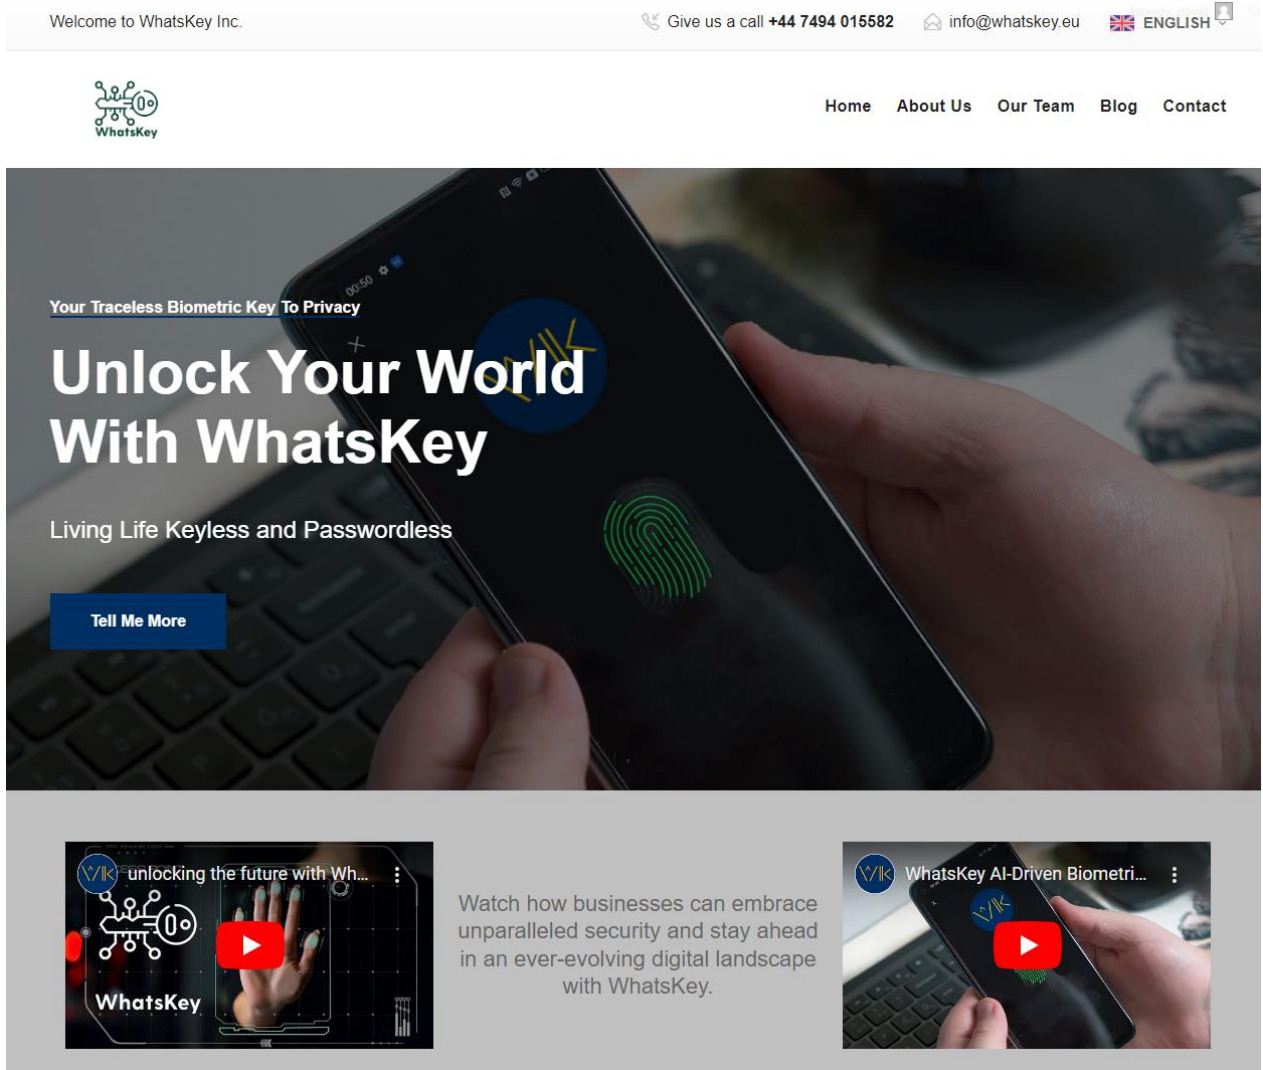 Welcome to WhatsKey Inc.
Give us a call +44 7494 015582
info@whatskey.eu
ENGLISH
WhatsKey
Home
About Us
Our Team
Blog
Contact
00:50
Your Traceless Biometric Key To Privacy
Unlock Your World
With WhatsKey
Living Life Keyless and Passwordless
Tell Me More
unlocking the future with Wh...
WhatsKey
Watch how businesses can embrace
unparalleled security and stay ahead
in an ever-evolving digital landscape
with WhatsKey.
WhatsKey AI-Driven Biometri...